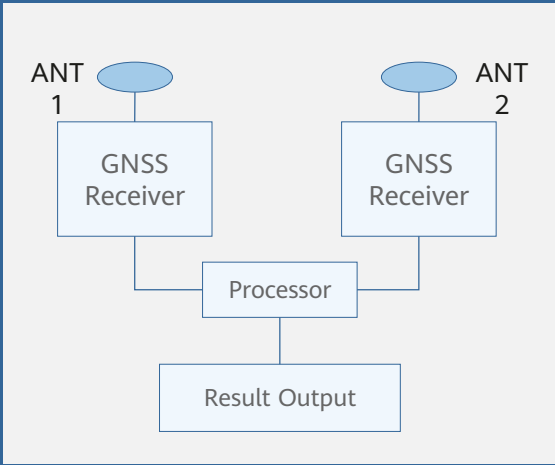 ANT
1
ANT
2
GNSS
Receiver
GNSS
Receiver
Processor
Result Output